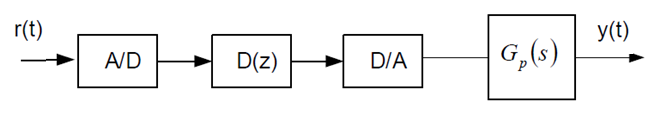 r(t)
A/D
D(z)
D/A
G_p(s)
y(t)